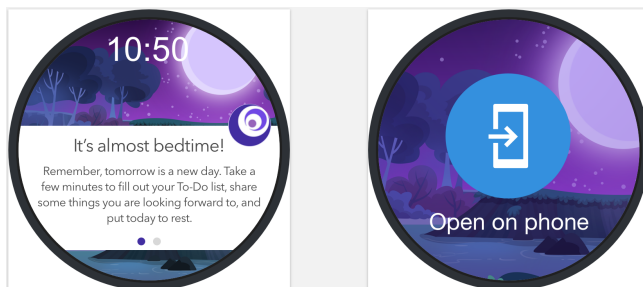 10:50
It's almost bedtime!
Remember, tomorrow is a new day. Take a
few minutes to fill out your To-Do list, share
some things you are looking forward to, and
put today to rest.
Open on phone